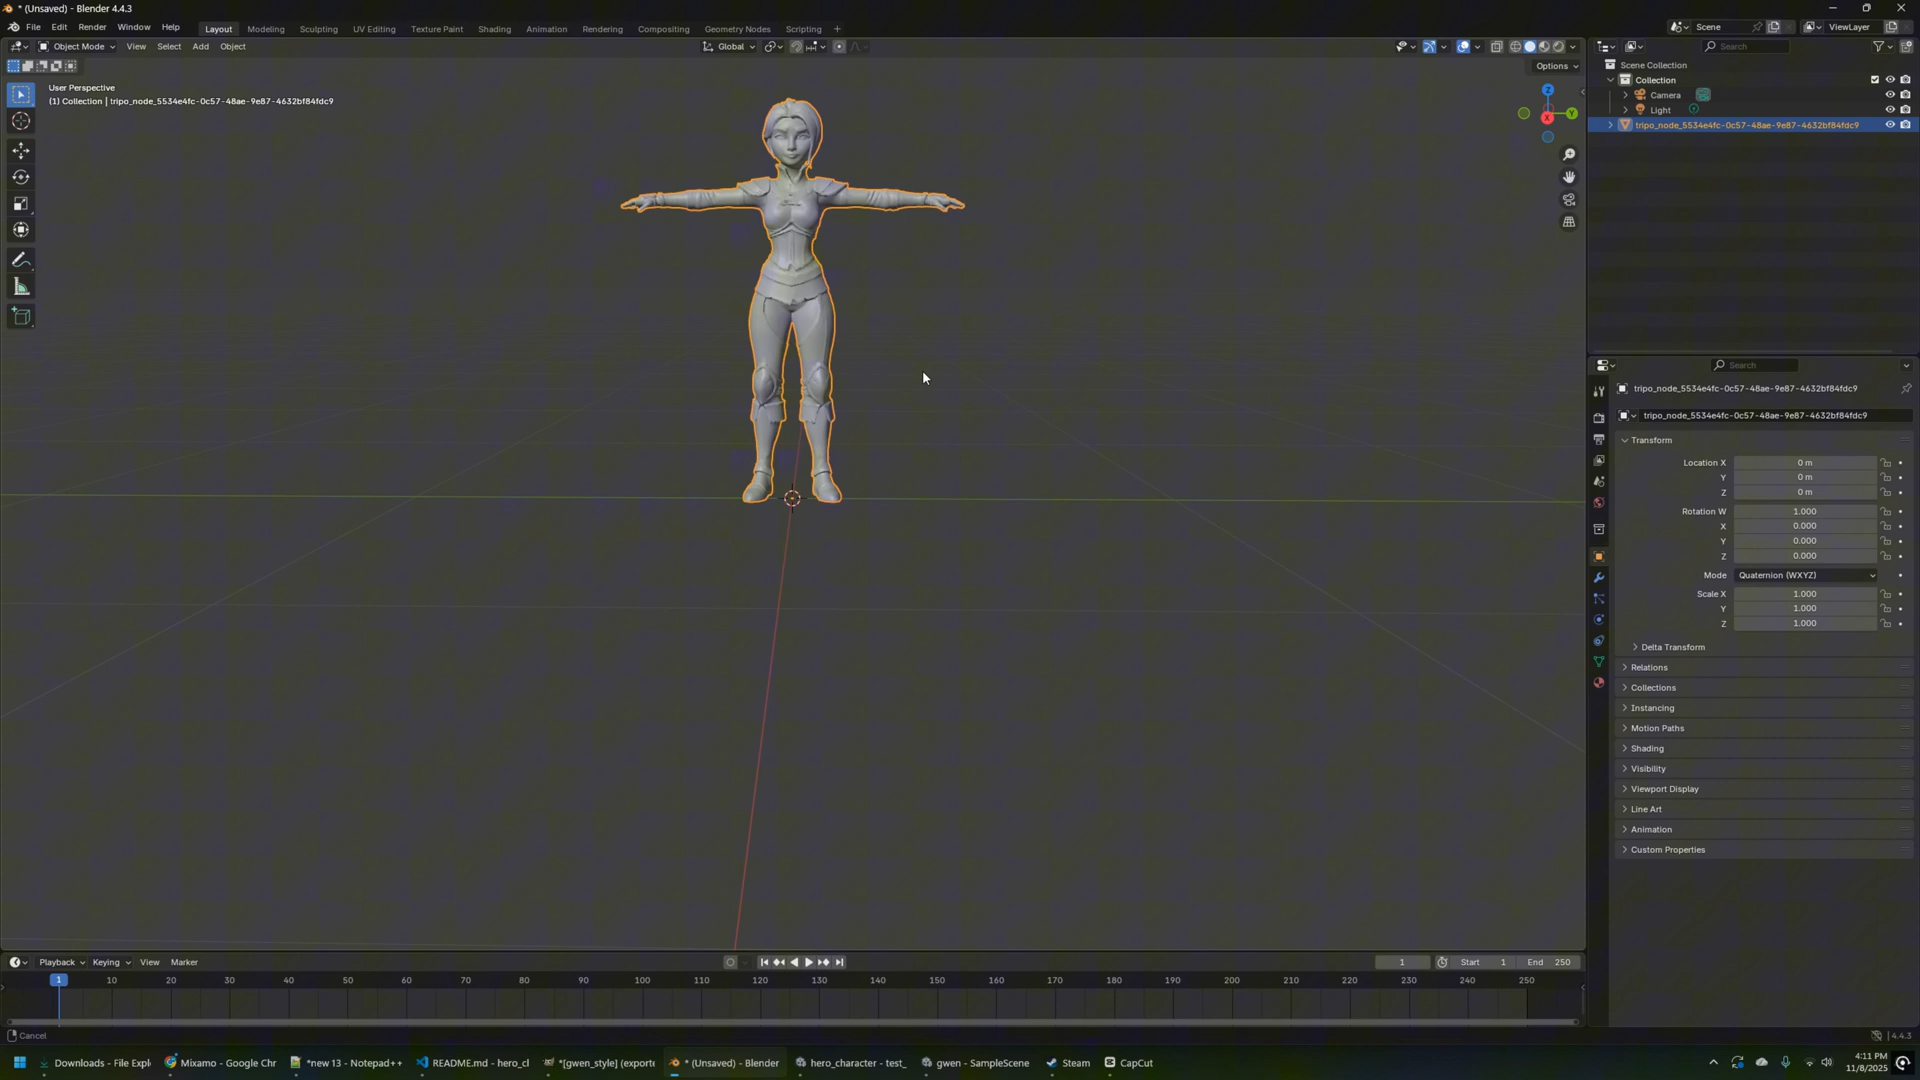 * (Unsaved) - Blender 4.4.3
File Edit Render Window Help
Layout Modeling Sculpting UV Editing Texture Paint Shading Animation Rendering Compositing Geometry Nodes Scripting +
Scene
ViewLayer
Object Mode View Select Add Object
Global
Options
User Perspective
(1) Collection | tripo_node_5534e4fc-0c57-48ae-9e87-4632bf84fdc9
Z
Y
X
Search
Scene Collection
Collection
Camera
Light
tripo_node_5534e4fc-0c57-48ae-9e87-4632bf84fdc9
Search
tripo_node_5534e4fc-0c57-48ae-9e87-4632bf84fdc9
tripo_node_5534e4fc-0c57-48ae-9e87-4632bf84fdc9
Transform
Location X 0 m
Y 0 m
Z 0 m
Rotation W 1.000
X 0.000
Y 0.000
Z 0.000
Mode Quaternion (WXYZ)
Scale X 1.000
Y 1.000
Z 1.000
Delta Transform
Relations
Collections
Instancing
Motion Paths
Shading
Visibility
Viewport Display
Line Art
Animation
Custom Properties
Playback Keying View Marker
1
Start 1
End 250
1 10 20 30 40 50 60 70 80 90 100 110 120 130 140 150 160 170 180 190 200 210 220 230 240 250
Cancel
4.4.3
Downloads - File Expl
Mixamo - Google Chr
*new 13 - Notepad++
README.md - hero_cl
*[gwen_style] (exporte
* (Unsaved) - Blender
hero_character - test_
gwen - SampleScene
Steam
CapCut
4:11 PM
11/8/2025